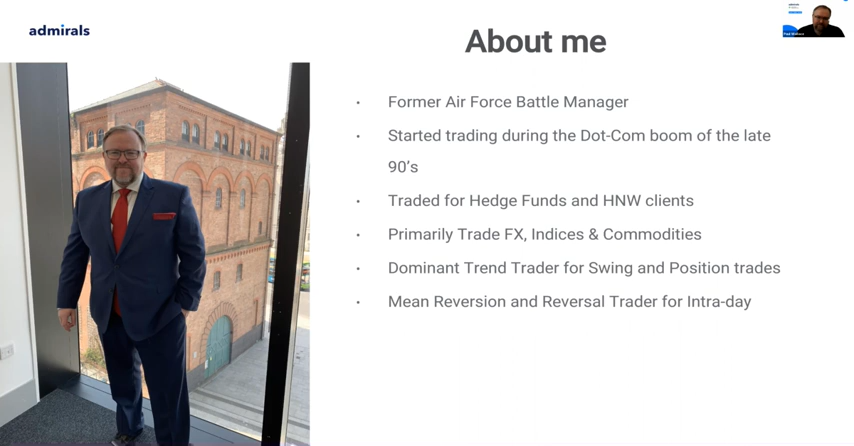 admirals
About me
• Former Air Force Battle Manager
• Started trading during the Dot-Com boom of the late
90’s
• Traded for Hedge Funds and HNW clients
• Primarily Trade FX, Indices & Commodities
• Dominant Trend Trader for Swing and Position trades
• Mean Reversion and Reversal Trader for Intra-day